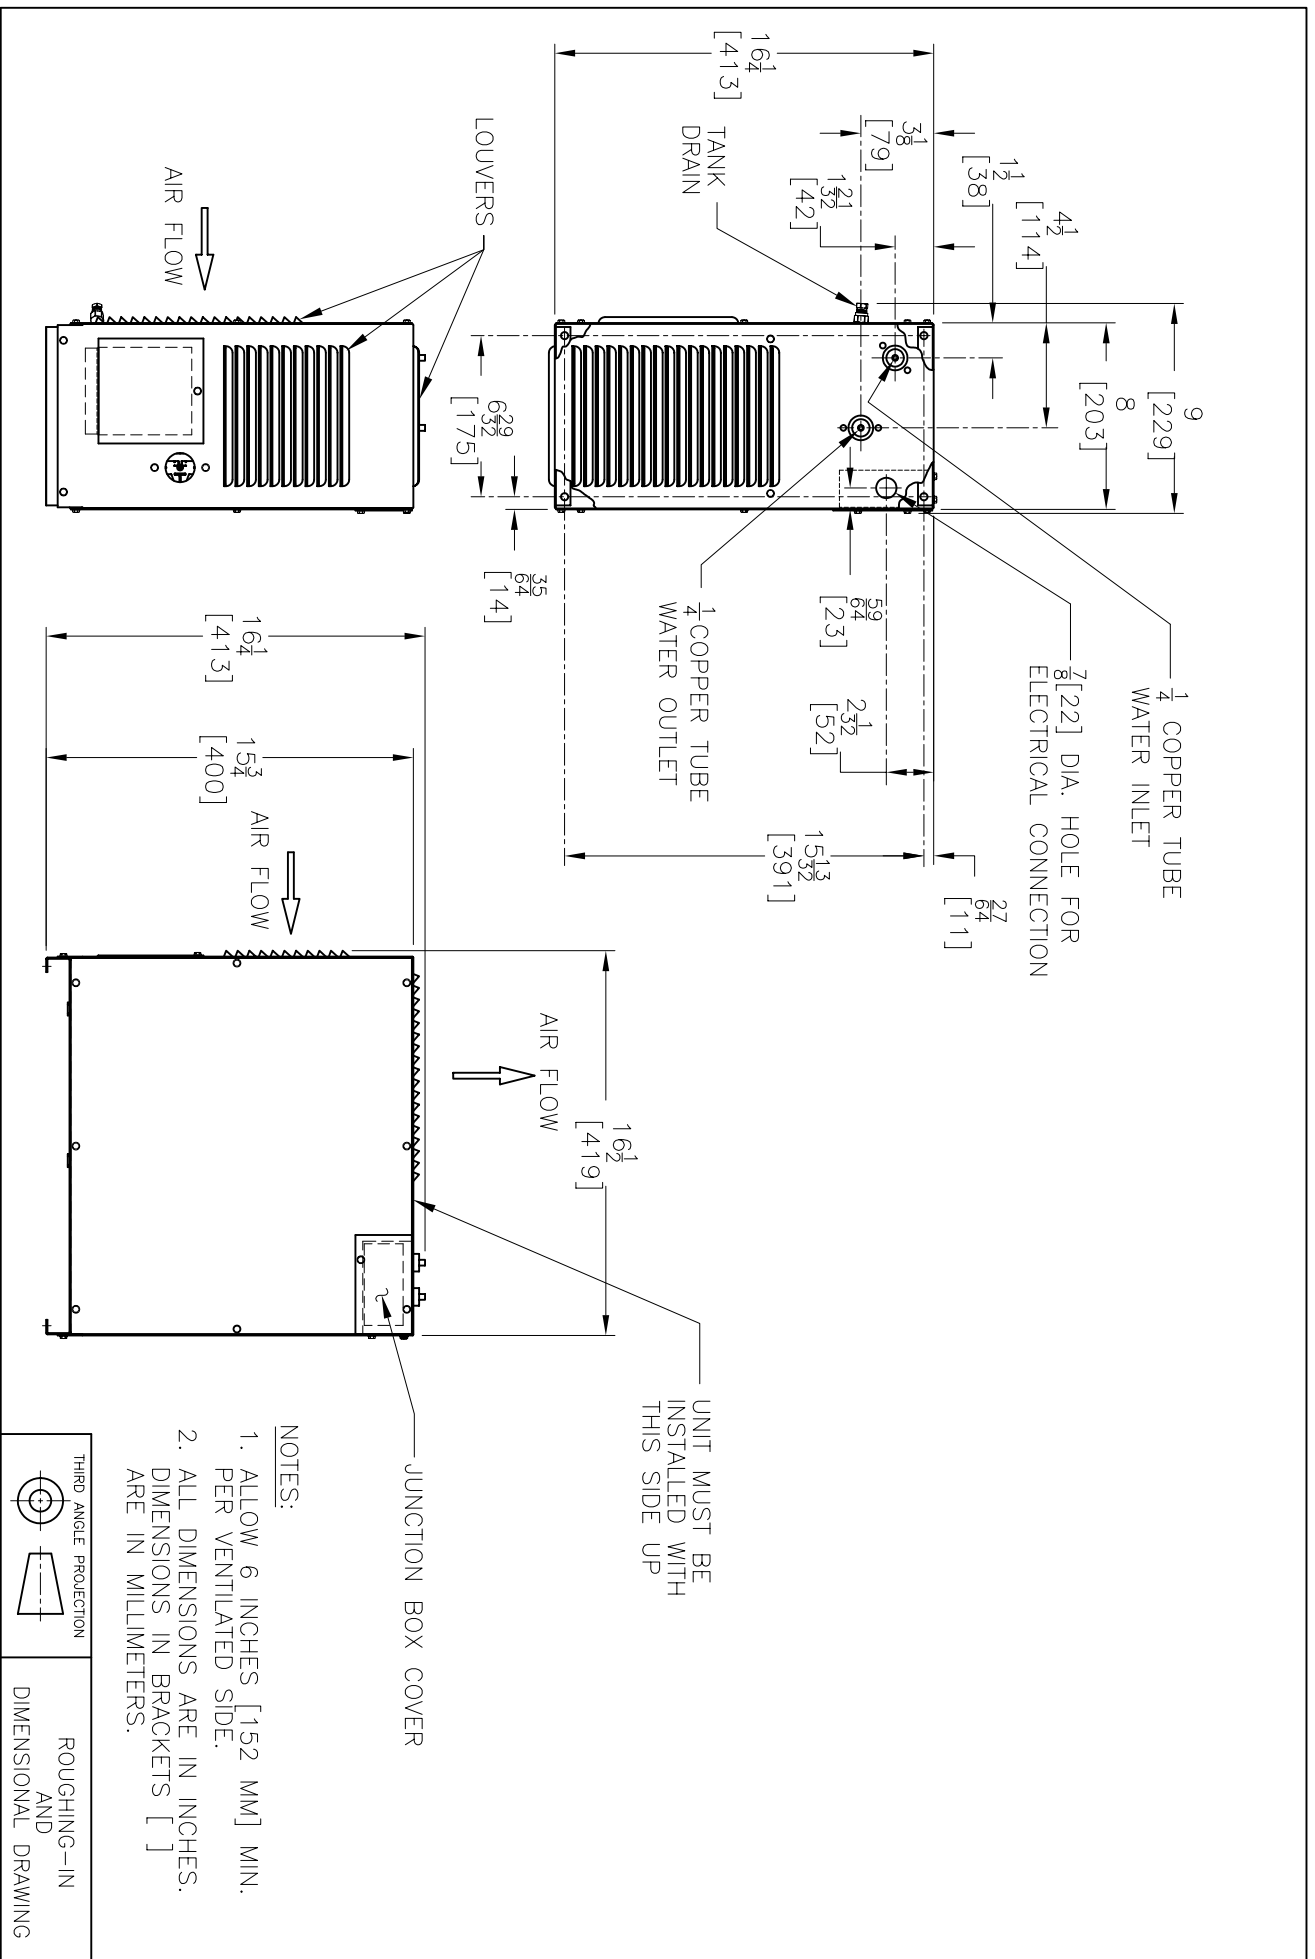 16 1/4
[413]
3 1/8
[79]
1 21/32
[42]
1 1/2
[38]
4 1/2
[114]
9
[229]
8
[203]
TANK
DRAIN
6 29/32
[175]
35/64
[14]
59/64
[23]
2 1/32
[52]
15 13/32
[391]
27/64
[11]
1/4 COPPER TUBE
WATER INLET
7/8[22] DIA. HOLE FOR
ELECTRICAL CONNECTION
1/4 COPPER TUBE
WATER OUTLET
LOUVERS
AIR FLOW
16 1/4
[413]
15 3/4
[400]
AIR FLOW
AIR FLOW
16 1/2
[419]
UNIT MUST BE
INSTALLED WITH
THIS SIDE UP
JUNCTION BOX COVER
NOTES:
1. ALLOW 6 INCHES [152 MM] MIN.
PER VENTILATED SIDE.
2. ALL DIMENSIONS ARE IN INCHES.
DIMENSIONS IN BRACKETS [ ]
ARE IN MILLIMETERS.
THIRD ANGLE PROJECTION
ROUGHING-IN
AND
DIMENSIONAL DRAWING